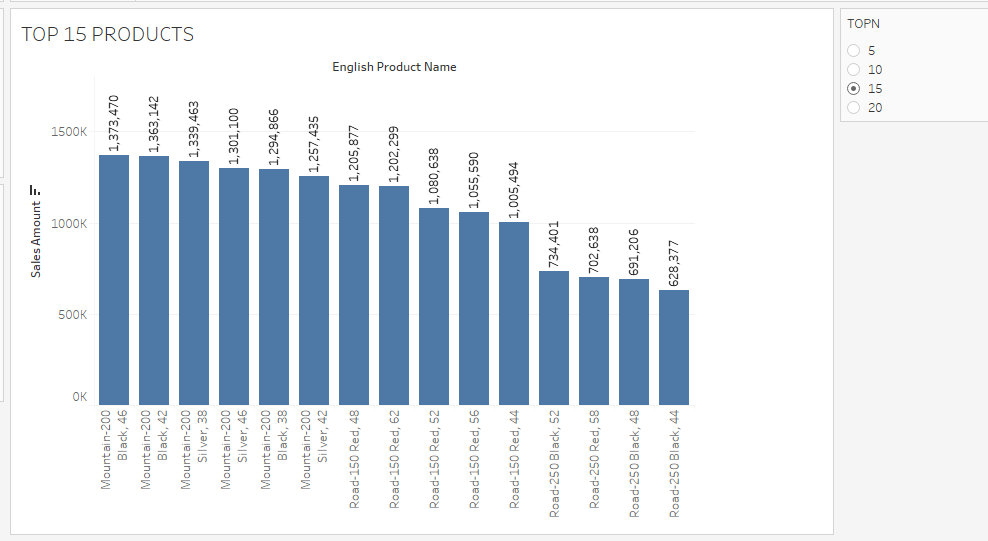 TOP 15 PRODUCTS
English Product Name
Sales Amount
1500K
1000K
500K
0K
1,373,470
1,363,142
1,339,463
1,301,100
1,294,866
1,257,435
1,205,877
1,202,299
1,080,638
1,055,590
1,005,494
734,401
702,638
691,206
628,377
Mountain-200
Black, 46
Mountain-200
Black, 42
Mountain-200
Silver, 38
Mountain-200
Silver, 46
Mountain-200
Black, 38
Mountain-200
Silver, 42
Road-150 Red, 48
Road-150 Red, 62
Road-150 Red, 52
Road-150 Red, 56
Road-150 Red, 44
Road-250 Black, 52
Road-250 Red, 58
Road-250 Black, 48
Road-250 Black, 44
TOPN
5
10
15
20